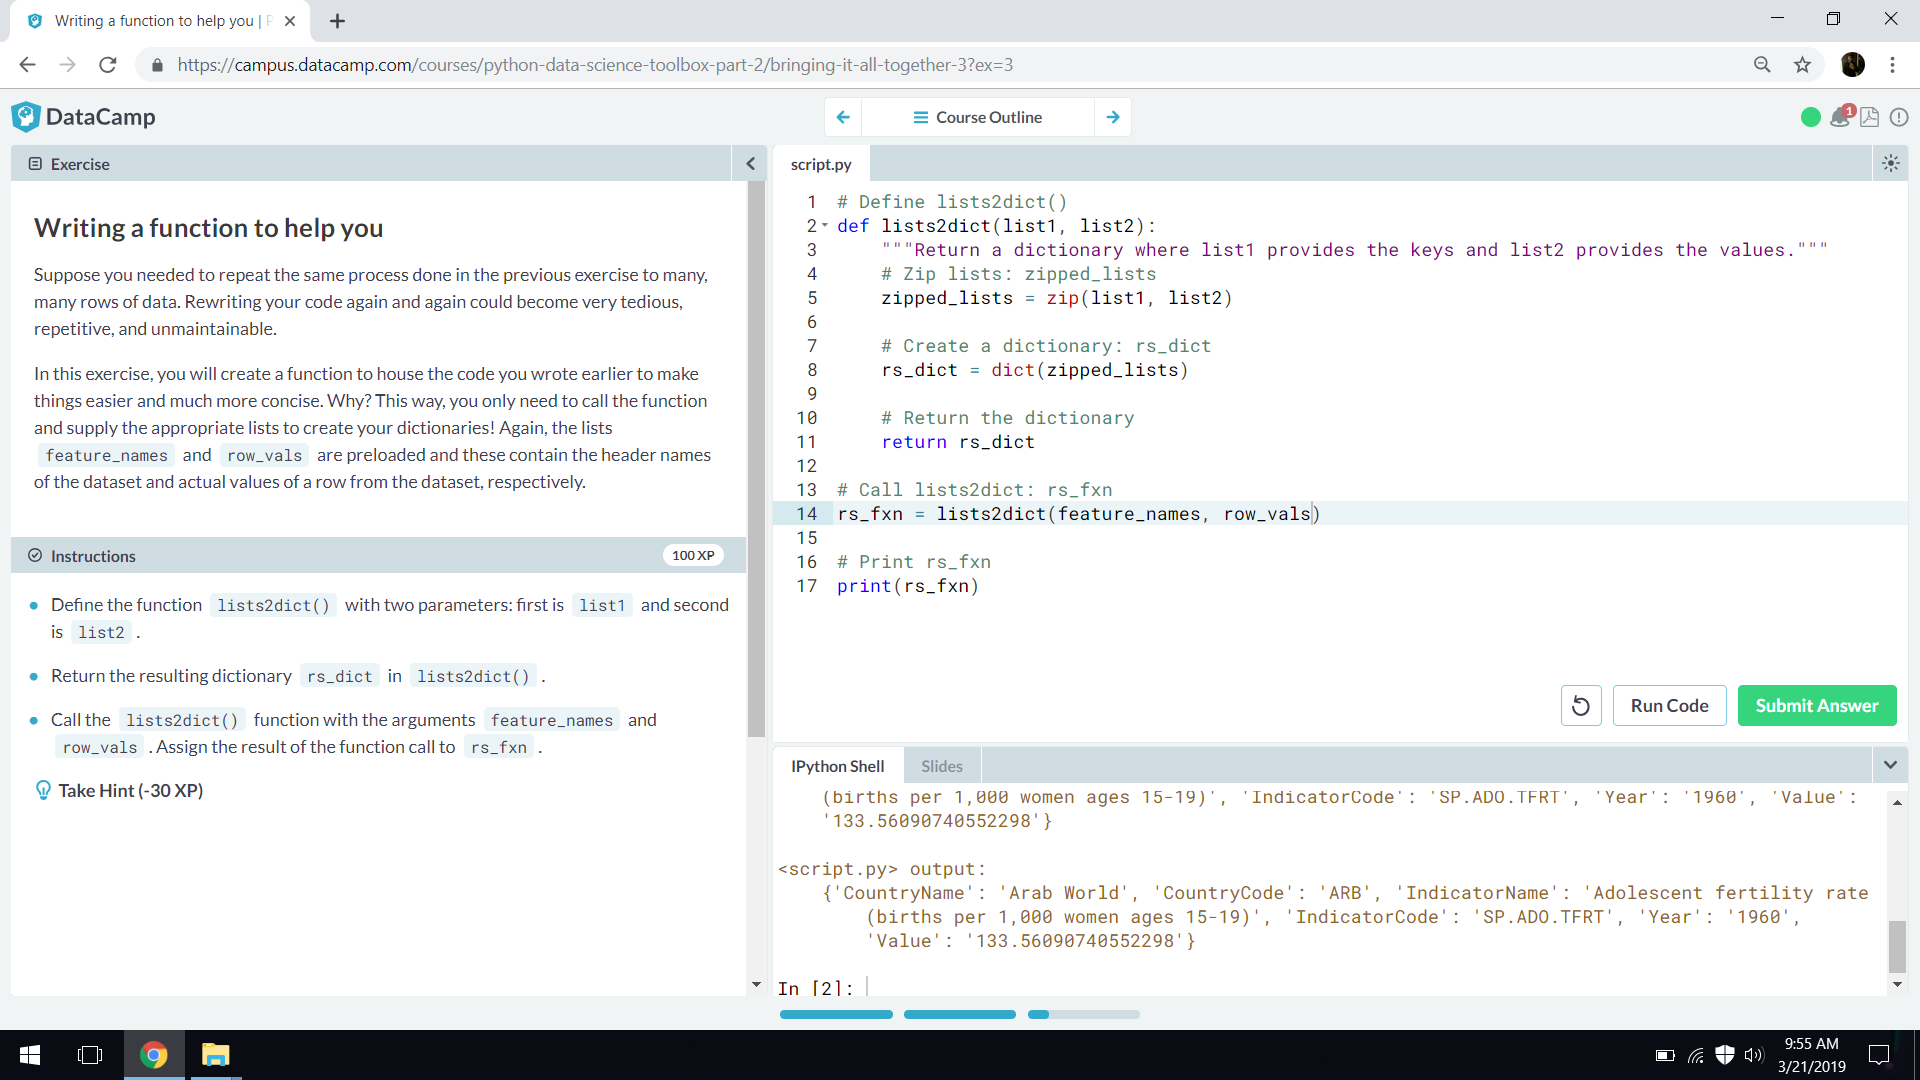 Writing a function to help you | P
https://campus.datacamp.com/courses/python-data-science-toolbox-part-2/bringing-it-all-together-3?ex=3
DataCamp
Course Outline
1
Exercise
Writing a function to help you
Suppose you needed to repeat the same process done in the previous exercise to many,
many rows of data. Rewriting your code again and again could become very tedious,
repetitive, and unmaintainable.
In this exercise, you will create a function to house the code you wrote earlier to make
things easier and much more concise. Why? This way, you only need to call the function
and supply the appropriate lists to create your dictionaries! Again, the lists
feature_names and row_vals are preloaded and these contain the header names
of the dataset and actual values of a row from the dataset, respectively.
Instructions
100 XP
Define the function lists2dict() with two parameters: first is list1 and second
is list2 .
Return the resulting dictionary rs_dict in lists2dict() .
Call the lists2dict() function with the arguments feature_names and
row_vals . Assign the result of the function call to rs_fxn .
Take Hint (-30 XP)
script.py
1 # Define lists2dict()
2 def lists2dict(list1, list2):
3 """Return a dictionary where list1 provides the keys and list2 provides the values."""
4 # Zip lists: zipped_lists
5 zipped_lists = zip(list1, list2)
6
7 # Create a dictionary: rs_dict
8 rs_dict = dict(zipped_lists)
9
10 # Return the dictionary
11 return rs_dict
12
13 # Call lists2dict: rs_fxn
14 rs_fxn = lists2dict(feature_names, row_vals)
15
16 # Print rs_fxn
17 print(rs_fxn)
Run Code
Submit Answer
IPython Shell
Slides
(births per 1,000 women ages 15-19)', 'IndicatorCode': 'SP.ADO.TFRT', 'Year': '1960', 'Value':
'133.56090740552298'}
<script.py> output:
{'CountryName': 'Arab World', 'CountryCode': 'ARB', 'IndicatorName': 'Adolescent fertility rate
(births per 1,000 women ages 15-19)', 'IndicatorCode': 'SP.ADO.TFRT', 'Year': '1960',
'Value': '133.56090740552298'}
In [2]:
9:55 AM
3/21/2019